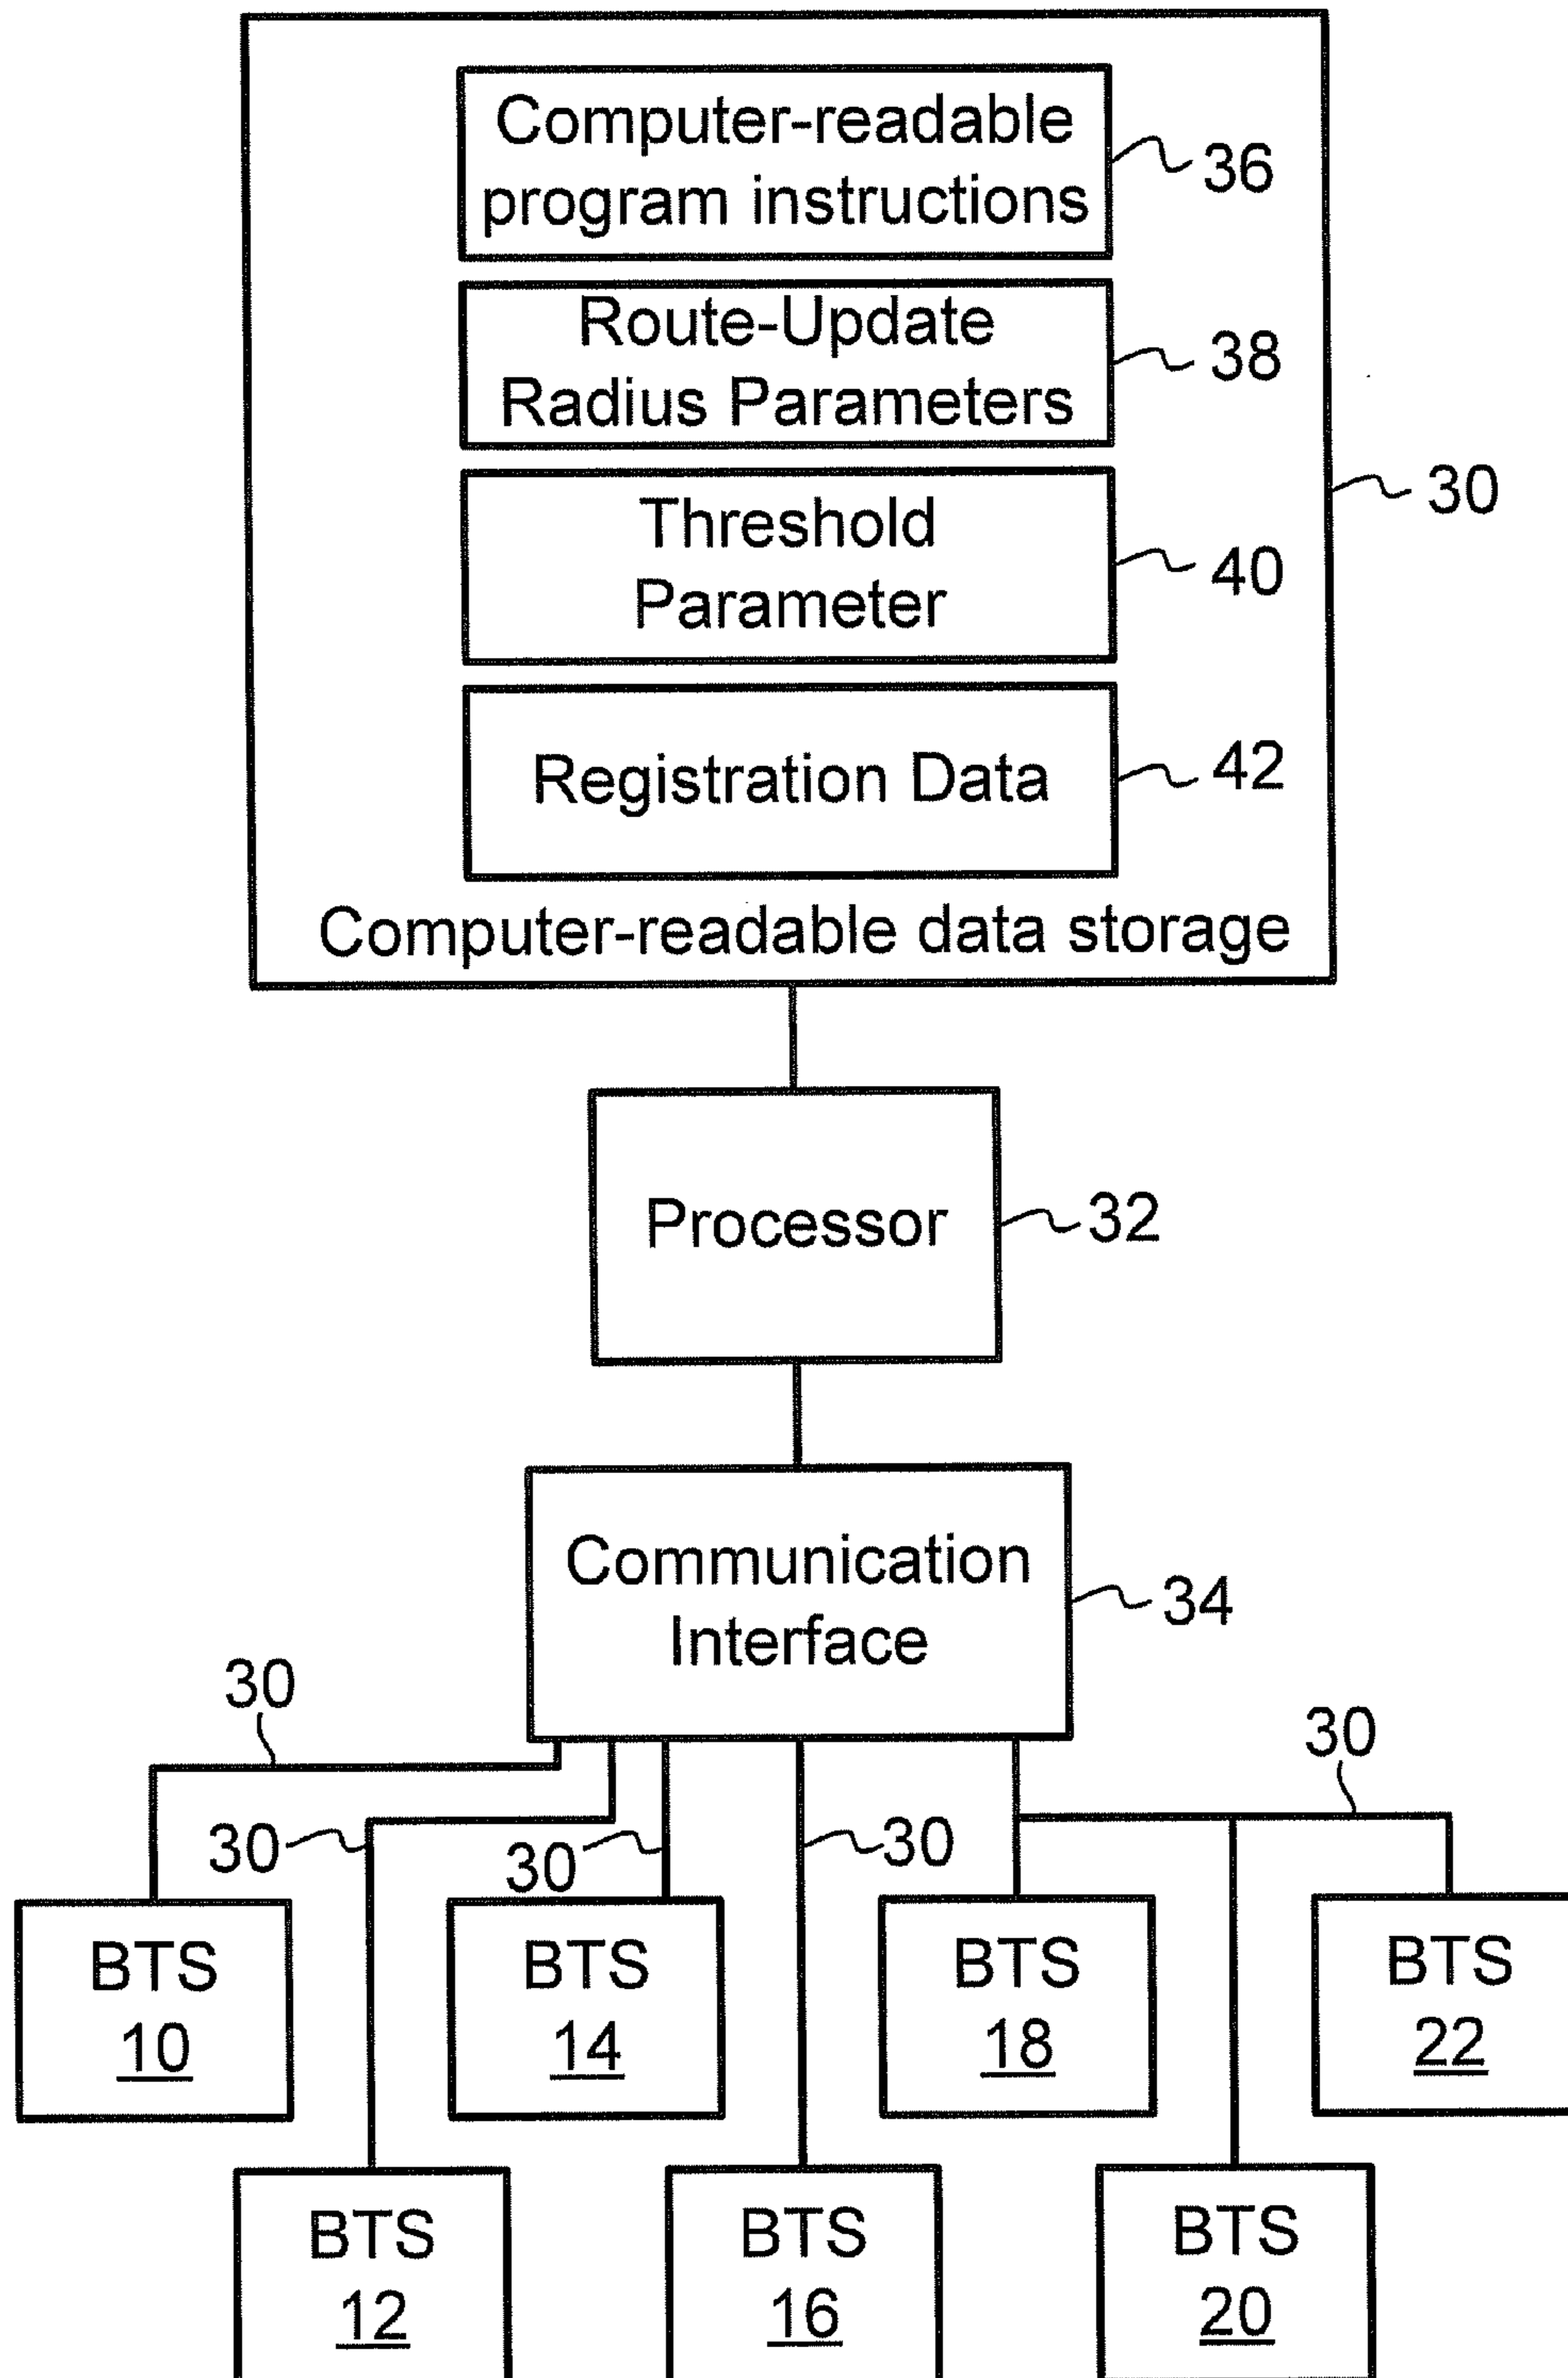 Computer-readable
program instructions
36
Route-Update
Radius Parameters
38
30
Threshold
Parameter
40
Registration Data
42
Computer-readable data storage
Processor
32
Communication
Interface
34
30
30
30
30
30
BTS
10
BTS
14
BTS
18
BTS
22
BTS
12
BTS
16
BTS
20